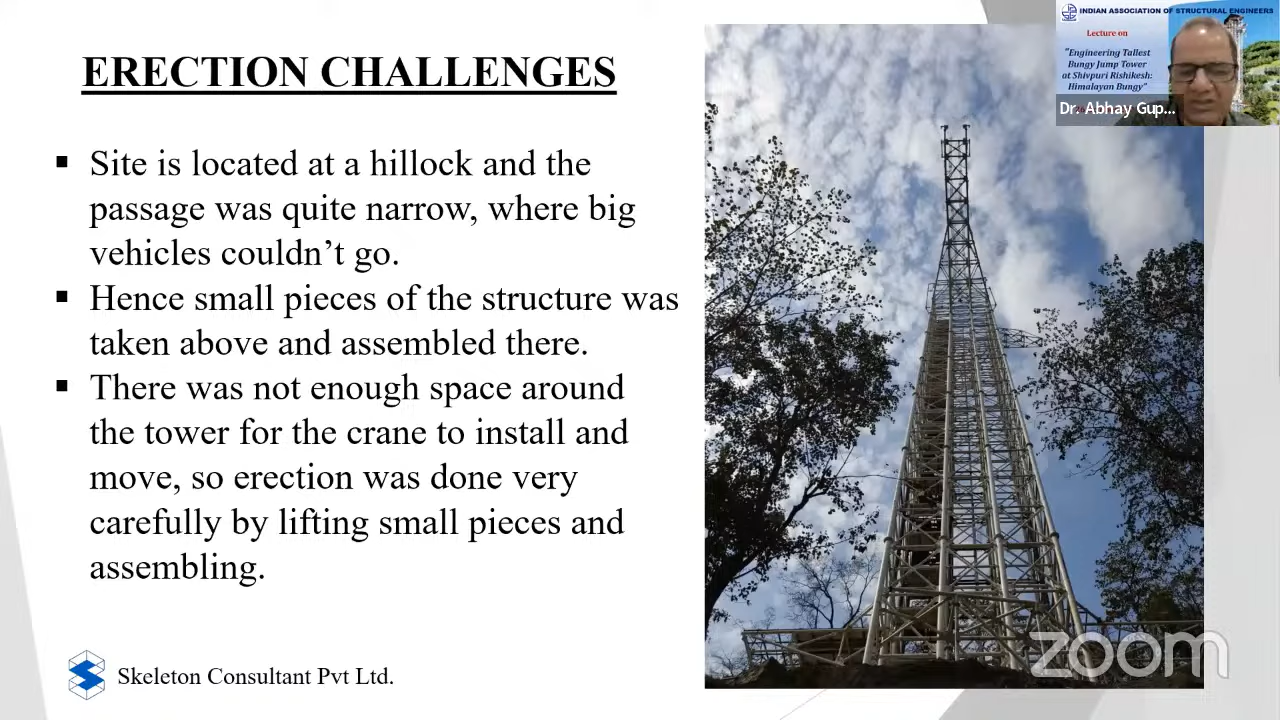 ERECTION CHALLENGES
▪ Site is located at a hillock and the
passage was quite narrow, where big
vehicles couldn’t go.
▪ Hence small pieces of the structure was
taken above and assembled there.
▪ There was not enough space around
the tower for the crane to install and
move, so erection was done very
carefully by lifting small pieces and
assembling.
Skeleton Consultant Pvt Ltd.
INDIAN ASSOCIATION OF STRUCTURAL ENGINEERS
Lecture on
"Engineering Tallest
Bungy Jump Tower
at Shivpuri Rishikesh:
Himalayan Bungy"
Dr. Abhay Gup...
zoom